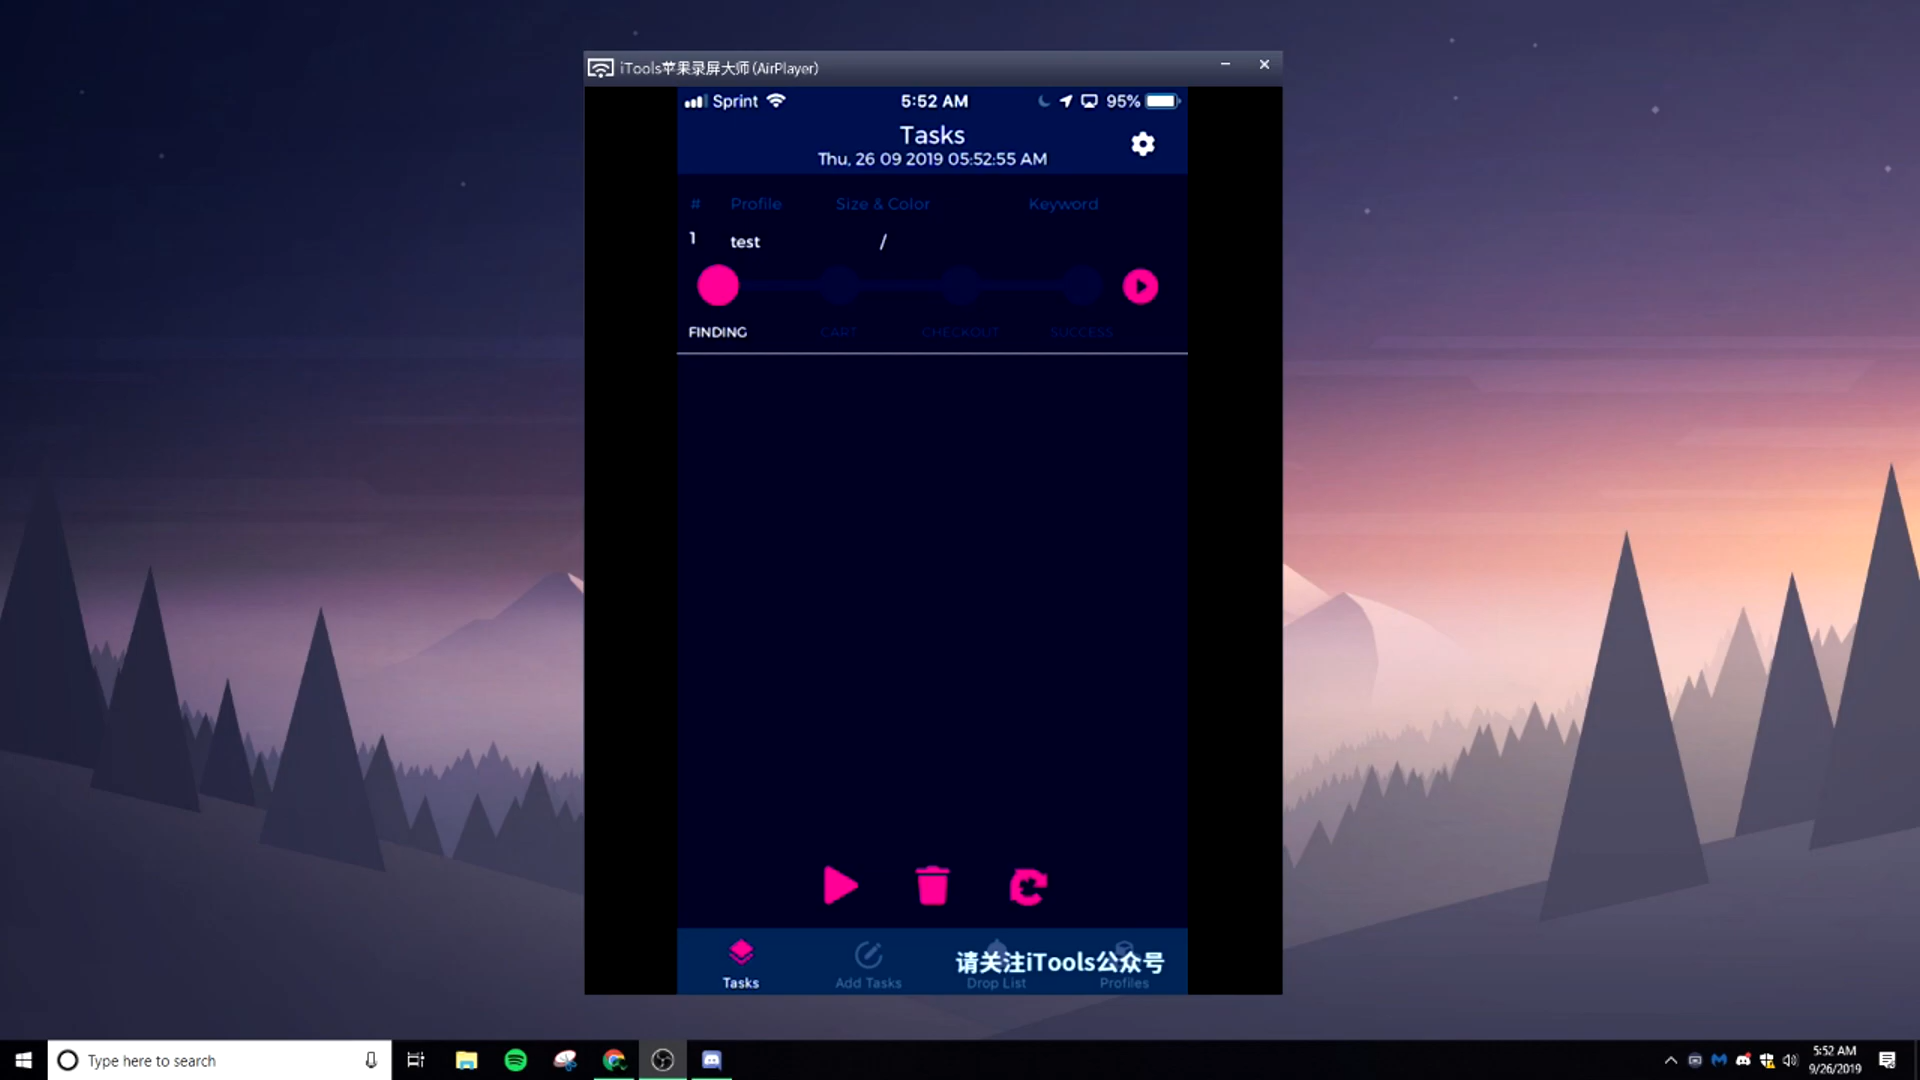 iTools苹果录屏大师(AirPlayer)
Sprint 5:52 AM 95%
Tasks
Thu, 26 09 2019 05:52:55 AM
# Profile Size & Color Keyword
1 test /
FINDING CART CHECKOUT SUCCESS
请关注iTools公众号
Tasks Add Tasks Drop List Profiles
Type here to search
5:52 AM
9/26/2019